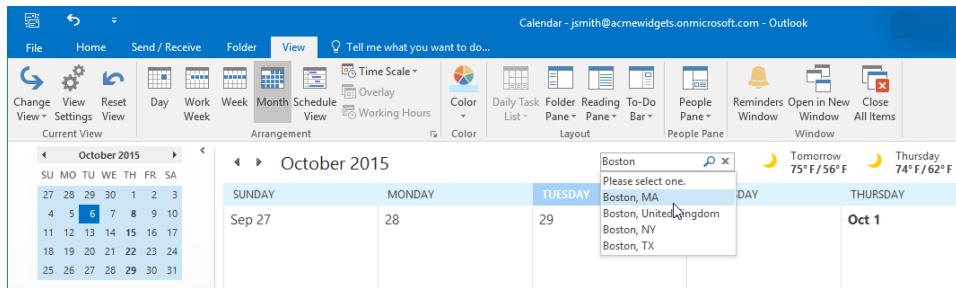 Calendar - jsmith@acmewidgets.onmicrosoft.com - Outlook
File Home Send / Receive Folder View Tell me what you want to do...
Change View View Settings Reset View Day Work Week Week Month Schedule View Time Scale Overlay Working Hours Color Daily Task List Folder Pane Reading Pane To-Do Bar People Pane Reminders Window Open in New Window Close All Items
Current View Arrangement Color Layout People Pane Window
October 2015
SU MO TU WE TH FR SA
27 28 29 30 1 2 3
4 5 6 7 8 9 10
11 12 13 14 15 16 17
18 19 20 21 22 23 24
25 26 27 28 29 30 31
October 2015
Boston
Tomorrow
75° F / 56° F
Thursday
74° F / 62° F
Please select one.
Boston, MA
Boston, United Kingdom
Boston, NY
Boston, TX
SUNDAY MONDAY TUESDAY DAY THURSDAY
Sep 27 28 29 Oct 1